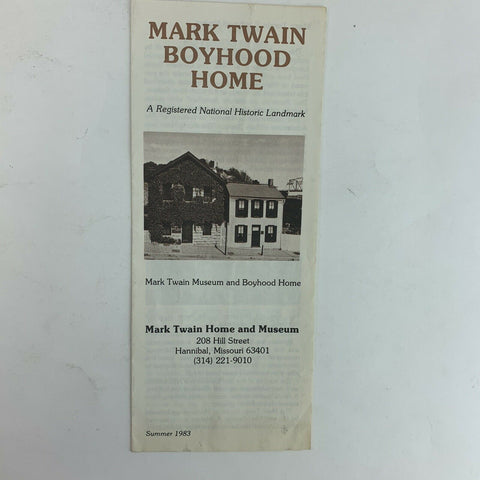 MARK TWAIN
BOYHOOD
HOME
A Registered National Historic Landmark
Mark Twain Museum and Boyhood Home
Mark Twain Home and Museum
208 Hill Street
Hannibal, Missouri 63401
(314) 221-9010
Summer 1983